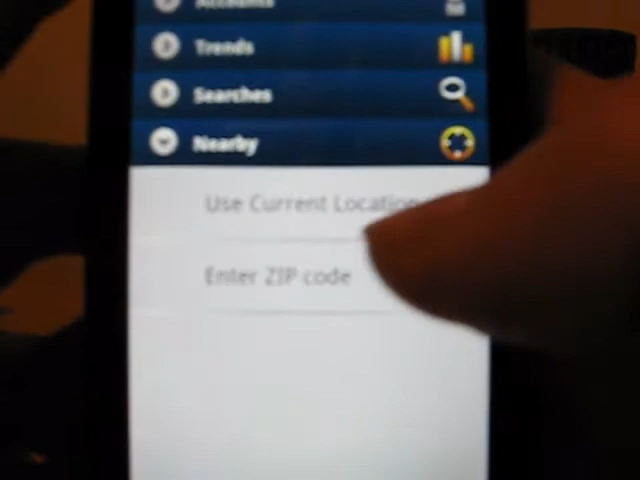 Accounts
Trends
Searches
Nearby
Use Current Location
Enter ZIP code